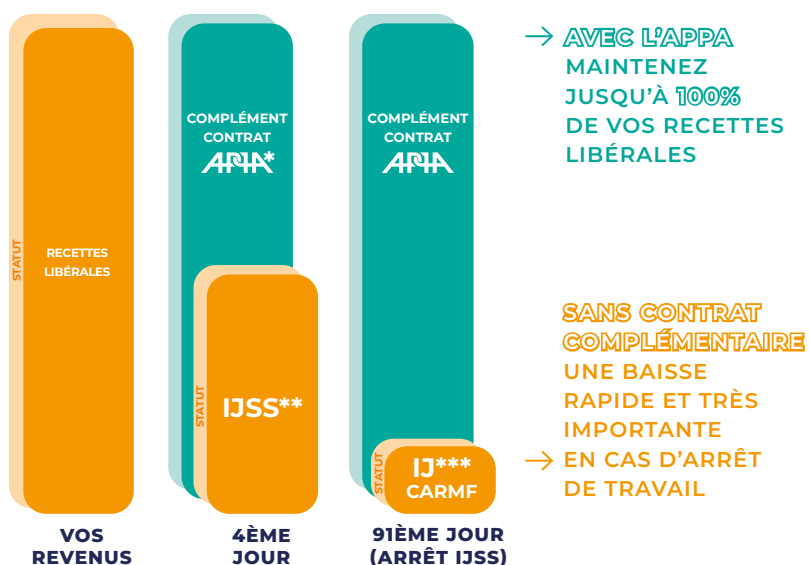 STATUT
RECETTES
LIBÉRALES
VOS
REVENUS
COMPLÉMENT
CONTRAT
APPA*
STATUT
IJSS**
4ÈME
JOUR
COMPLÉMENT
CONTRAT
APPA
STATUT
IJ***
CARMF
91ÈME JOUR
(ARRÊT IJSS)
→ AVEC L'APPA
MAINTENEZ
JUSQU'À 100%
DE VOS RECETTES
LIBÉRALES
SANS CONTRAT
COMPLÉMENTAIRE
UNE BAISSE
RAPIDE ET TRÈS
IMPORTANTE
→ EN CAS D'ARRÊT
DE TRAVAIL